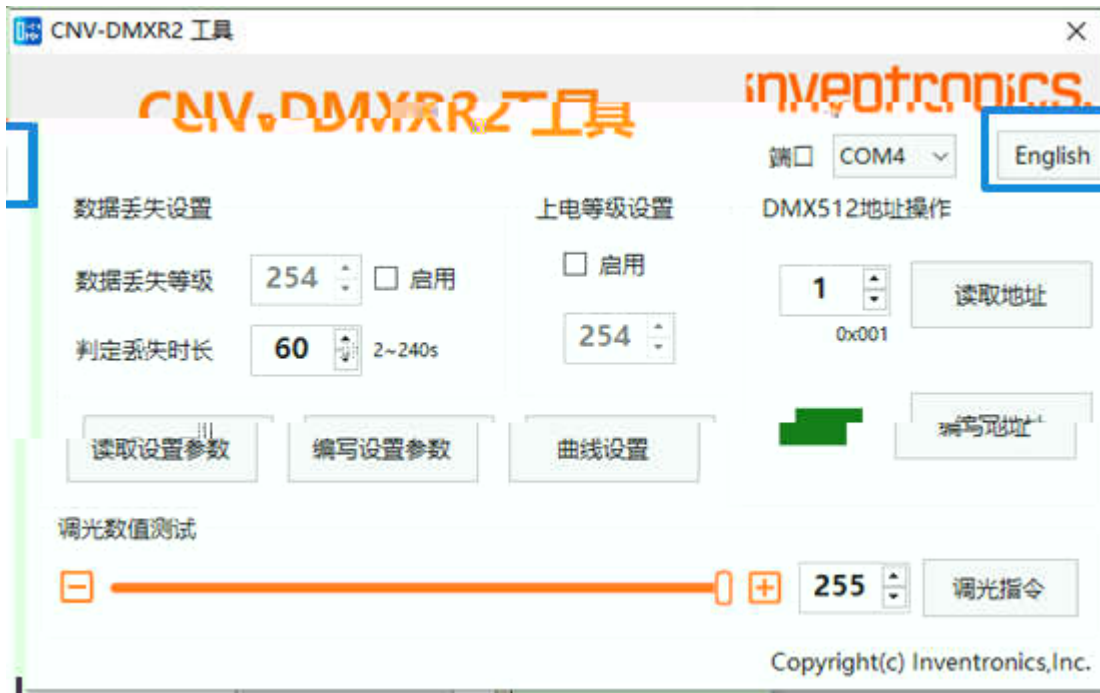 CNV-DMXR2 工具
CNV-DMXR2工具
inventronics.
端口 COM4 English
数据丢失设置
上电等级设置
DMX512地址操作
数据丢失等级 254 启用
启用
1 读取地址
0x001
判定丢失时长 60 2~240s
254
编写地址
读取设置参数 编写设置参数 曲线设置
调光数值测试
255 调光指令
Copyright(c) Inventronics,Inc.